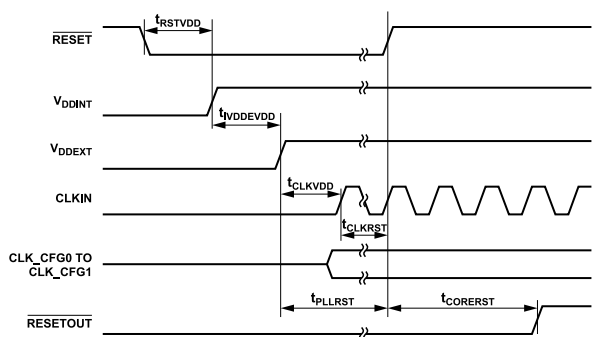 RESET
tRSTVDD
VDDINT
tIVDDEVDD
VDDEXT
tCLKVDD
CLKIN
tCLKRST
CLK_CFG0 TO
CLK_CFG1
tPLLRST
tCORERST
RESETOUT